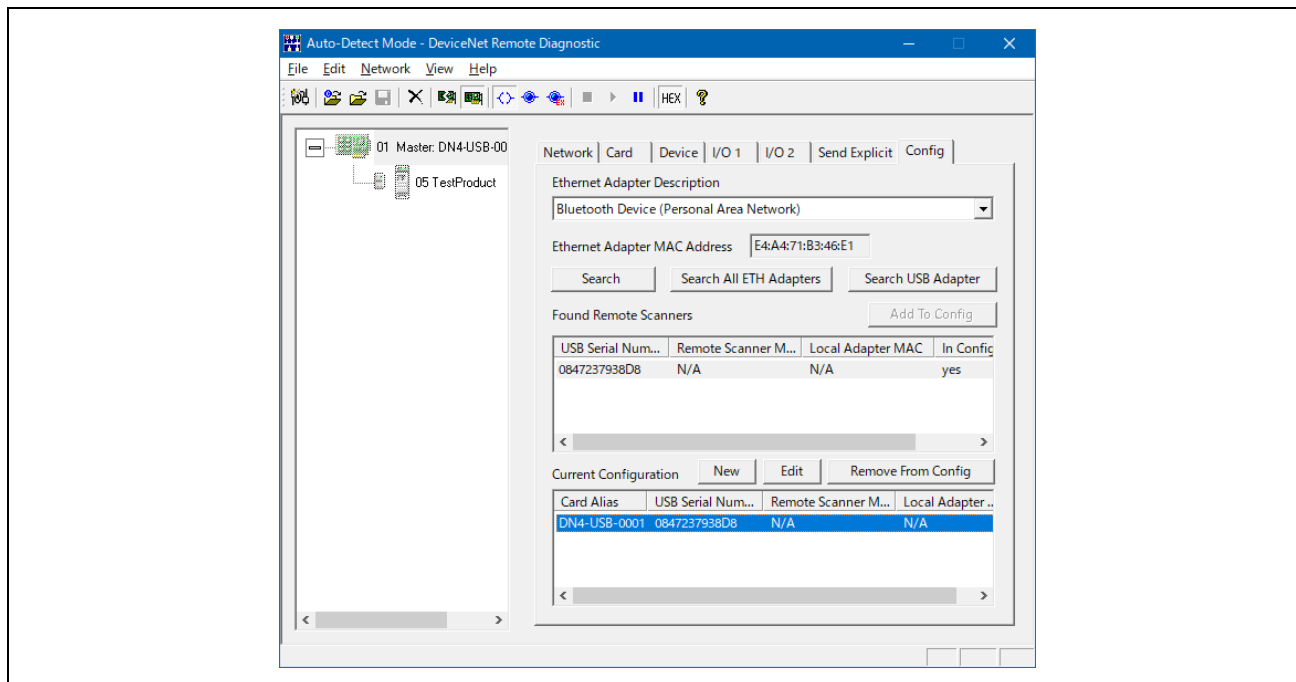 Auto-Detect Mode - DeviceNet Remote Diagnostic
File Edit Network View Help
HEX
01 Master: DN4-USB-00
05 TestProduct
Network Card Device I/O 1 I/O 2 Send Explicit Config
Ethernet Adapter Description
Bluetooth Device (Personal Area Network)
Ethernet Adapter MAC Address E4:A4:71:B3:46:E1
Search Search All ETH Adapters Search USB Adapter
Found Remote Scanners Add To Config
USB Serial Num... Remote Scanner M... Local Adapter MAC In Config
0847237938D8 N/A N/A yes
Current Configuration New Edit Remove From Config
Card Alias USB Serial Num... Remote Scanner M... Local Adapter ..
DN4-USB-0001 0847237938D8 N/A N/A